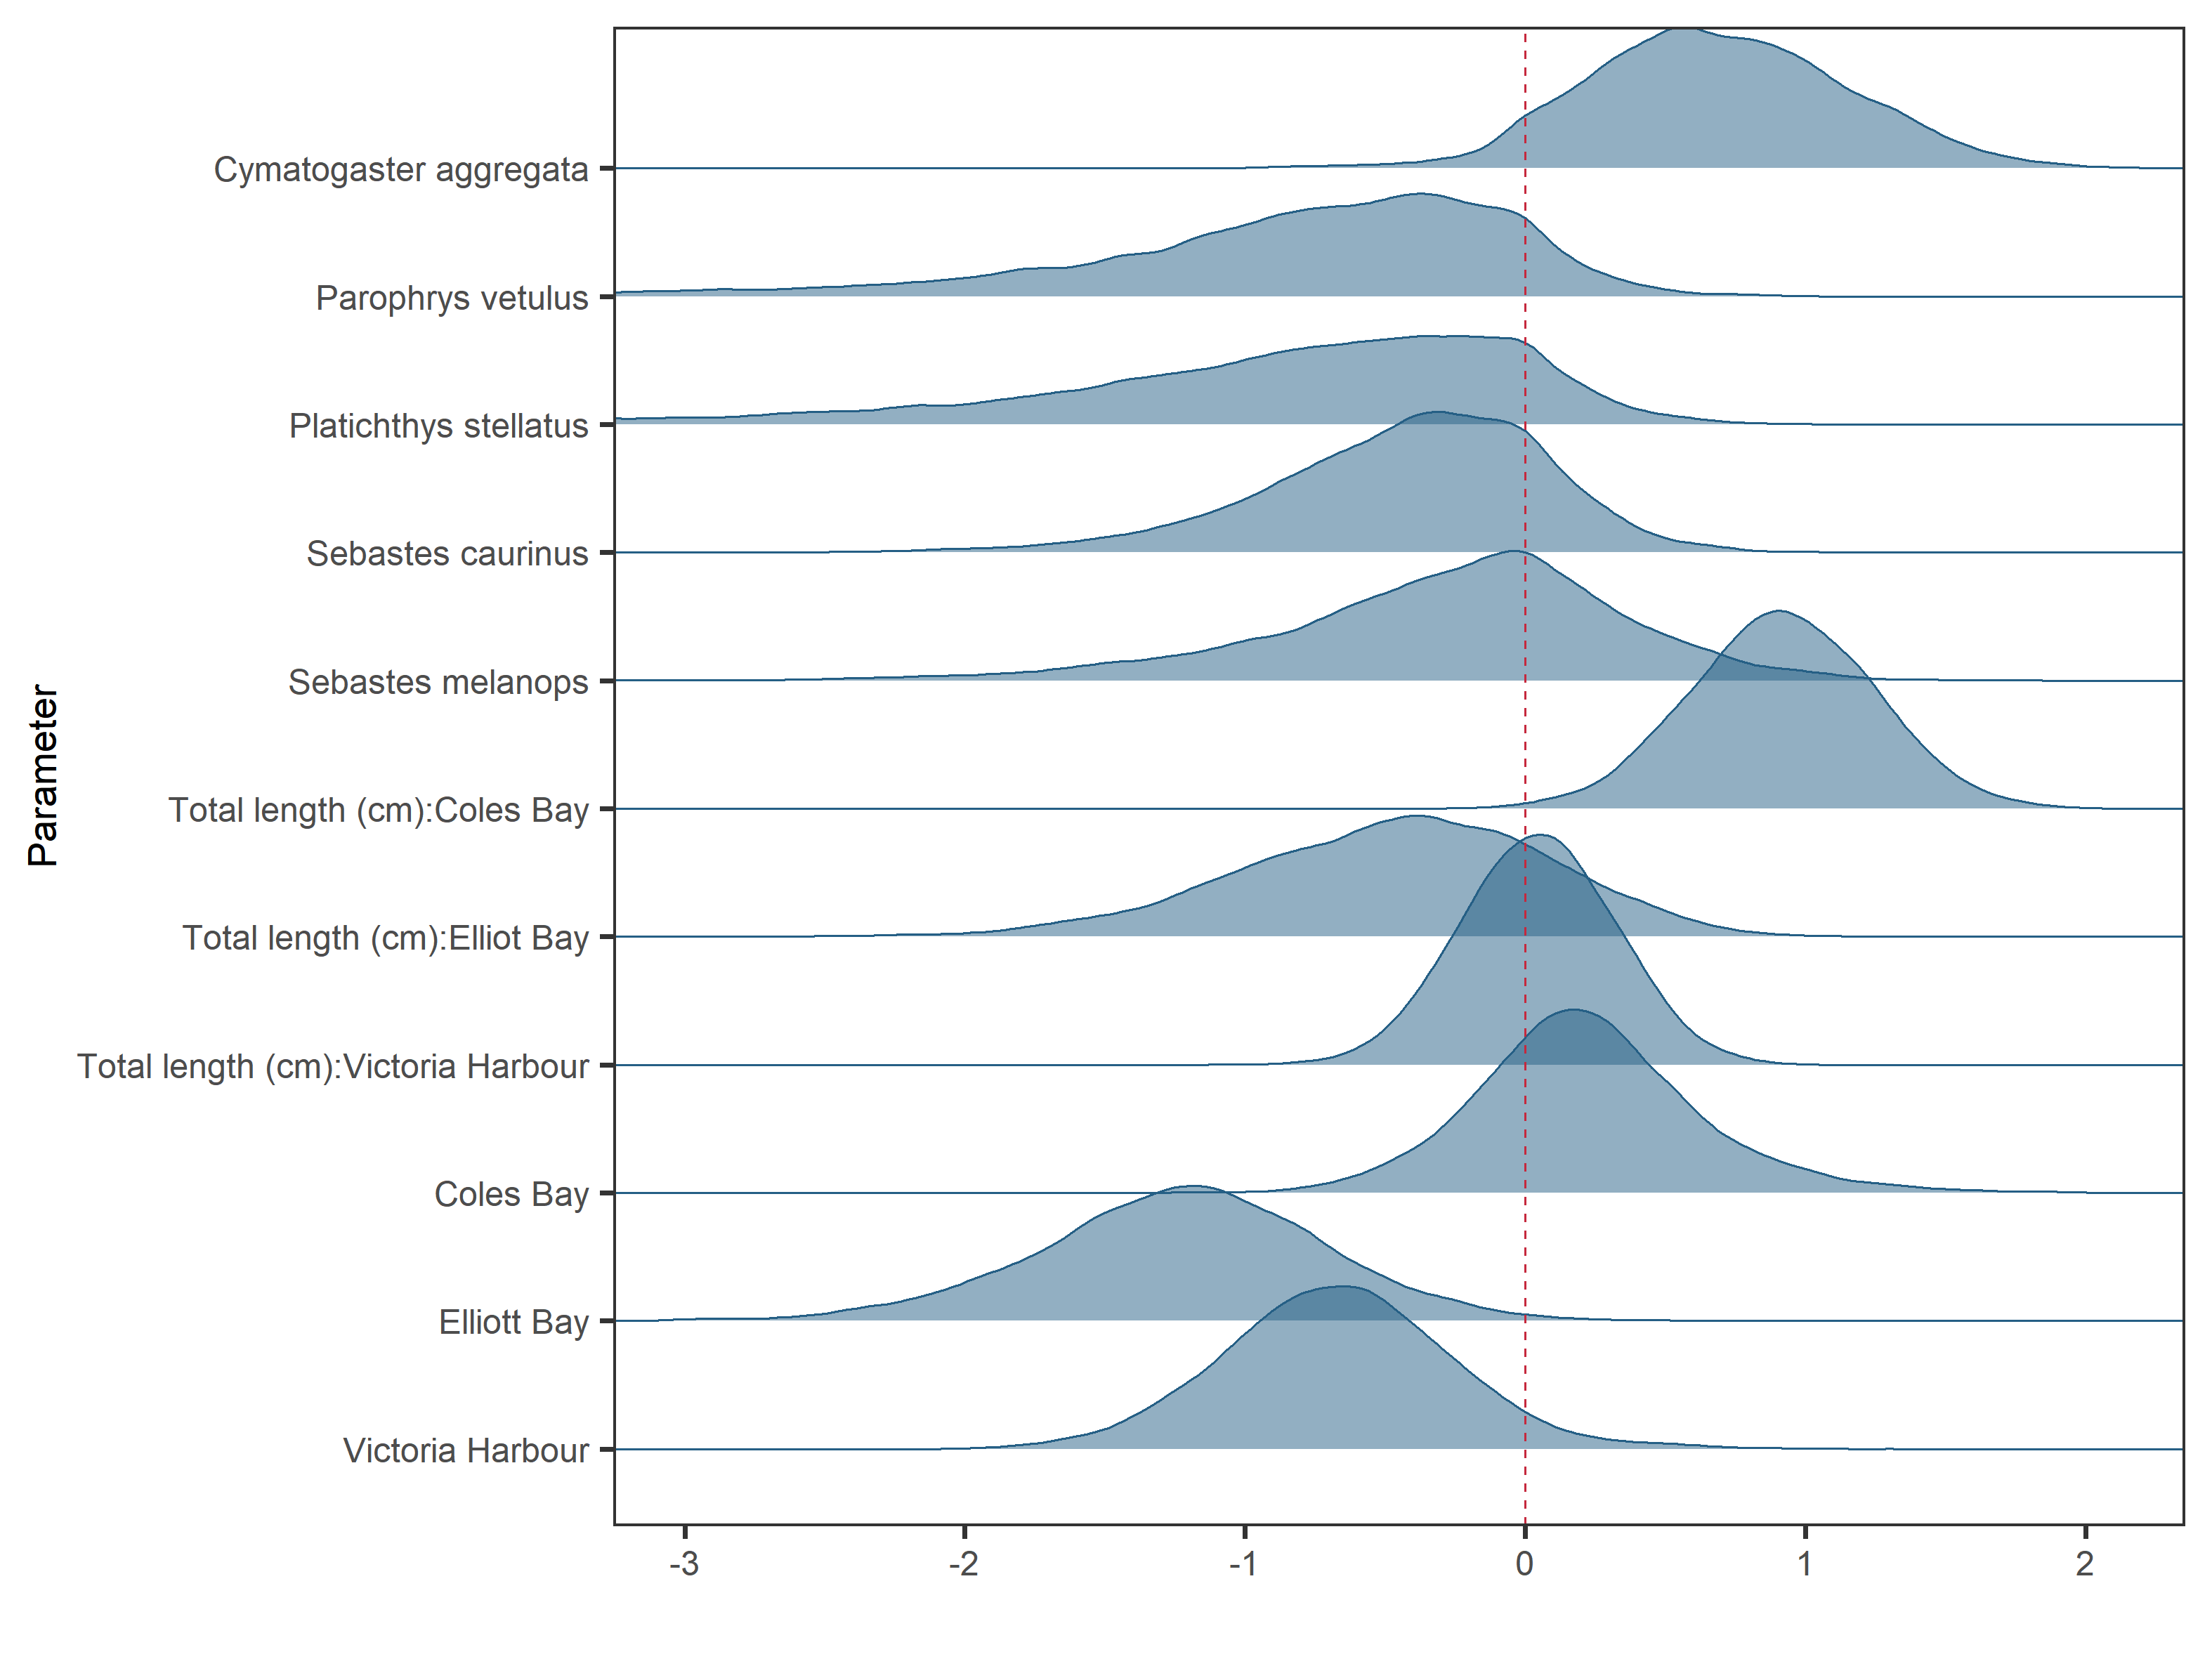 Parameter
Cymatogaster aggregata
Parophrys vetulus
Platichthys stellatus
Sebastes caurinus
Sebastes melanops
Total length (cm):Coles Bay
Total length (cm):Elliot Bay
Total length (cm):Victoria Harbour
Coles Bay
Elliott Bay
Victoria Harbour
-3 -2 -1 0 1 2